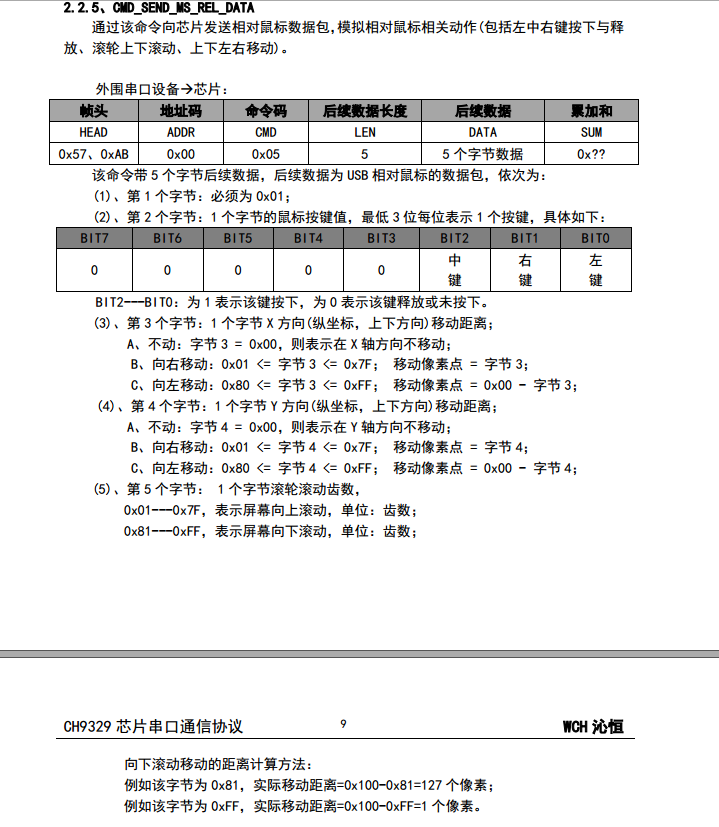 2.2.5、CMD_SEND_MS_REL_DATA
通过该命令向芯片发送相对鼠标数据包,模拟相对鼠标相关动作(包括左中右键按下与释
放、滚轮上下滚动、上下左右移动)。
外围串口设备→芯片:
帧头 地址码 命令码 后续数据长度 后续数据 累加和
HEAD ADDR CMD LEN DATA SUM
0x57、0xAB 0x00 0x05 5 5 个字节数据 0x??
该命令带 5 个字节后续数据，后续数据为 USB 相对鼠标的数据包，依次为:
(1)、第 1 个字节: 必须为 0x01;
(2)、第 2 个字节: 1 个字节的鼠标按键值，最低 3 位每位表示 1 个按键，具体如下:
BIT7 BIT6 BIT5 BIT4 BIT3 BIT2 BIT1 BIT0
0 0 0 0 0 中键 右键 左键
BIT2---BIT0: 为 1 表示该键按下，为 0 表示该键释放或未按下。
(3)、第 3 个字节: 1 个字节 X 方向(纵坐标，上下方向)移动距离;
A、不动: 字节 3 = 0x00，则表示在 X 轴方向不移动;
B、向右移动: 0x01 <= 字节 3 <= 0x7F; 移动像素点 = 字节 3;
C、向左移动: 0x80 <= 字节 3 <= 0xFF; 移动像素点 = 0x00 - 字节 3;
(4)、第 4 个字节: 1 个字节 Y 方向(纵坐标，上下方向)移动距离;
A、不动: 字节 4 = 0x00，则表示在 Y 轴方向不移动;
B、向右移动: 0x01 <= 字节 4 <= 0x7F; 移动像素点 = 字节 4;
C、向左移动: 0x80 <= 字节 4 <= 0xFF; 移动像素点 = 0x00 - 字节 4;
(5)、第 5 个字节: 1 个字节滚轮滚动齿数，
0x01---0x7F，表示屏幕向上滚动，单位: 齿数;
0x81---0xFF，表示屏幕向下滚动，单位: 齿数;
CH9329 芯片串口通信协议 9 WCH 沁恒
向下滚动移动的距离计算方法:
例如该字节为 0x81，实际移动距离=0x100-0x81=127 个像素;
例如该字节为 0xFF，实际移动距离=0x100-0xFF=1 个像素。